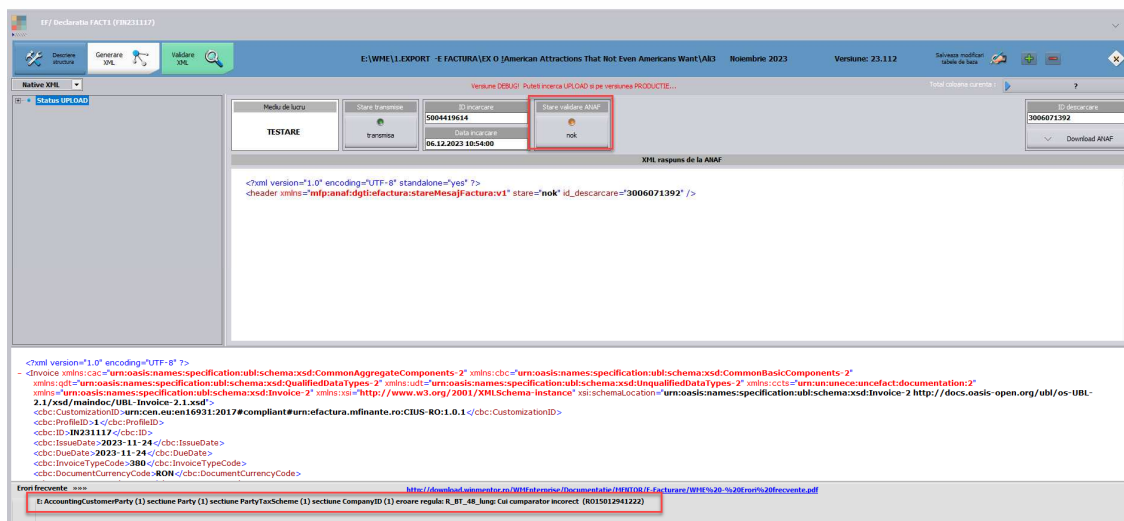 EF/ Declaratia FACT1 (FIN231117)
Descriere structura
Generare XML
Validare XML
E:\WME\1.EXPORT -E FACTURA\EX O !American Attractions That Not Even Americans Want\Ali3 Noiembrie 2023 Versiune: 23.112
Salveaza modificari tabele de baza
Native XML
Versiune DEBUG! Puteti incerca UPLOAD si pe versiunea PRODUCTIE...
Total coloane curente :
?
Status UPLOAD
Mediu de lucru
TESTARE
Stare transmisie
transmisa
ID incarcare
5004419614
Data incarcare
06.12.2023 10:54:00
Stare validare ANAF
nok
ID descarcare
3006071392
Download ANAF
XML raspuns de la ANAF
<?xml version="1.0" encoding="UTF-8" standalone="yes" ?>
<header xmlns="mfp:anaf:dgti:efactura:stareMesajFactura:v1" stare="nok" id_descarcare="3006071392" />
<?xml version="1.0" encoding="UTF-8" ?>
- <Invoice xmlns:cac="urn:oasis:names:specification:ubl:schema:xsd:CommonAggregateComponents-2" xmlns:cbc="urn:oasis:names:specification:ubl:schema:xsd:CommonBasicComponents-2"
xmlns:qdt="urn:oasis:names:specification:ubl:schema:xsd:QualifiedDataTypes-2" xmlns:udt="urn:oasis:names:specification:ubl:schema:xsd:UnqualifiedDataTypes-2" xmlns:ccts="urn:un:unece:uncefact:documentation:2"
xmlns="urn:oasis:names:specification:ubl:schema:xsd:Invoice-2" xmlns:xsi="http://www.w3.org/2001/XMLSchema-instance" xsi:schemaLocation="urn:oasis:names:specification:ubl:schema:xsd:Invoice-2 http://docs.oasis-open.org/ubl/os-UBL-
2.1/xsd/maindoc/UBL-Invoice-2.1.xsd">
<cbc:CustomizationID>urn:cen.eu:en16931:2017#compliant#urn:efactura.mfinante.ro:CIUS-RO:1.0.1</cbc:CustomizationID>
<cbc:ProfileID>1</cbc:ProfileID>
<cbc:ID>IN231117</cbc:ID>
<cbc:IssueDate>2023-11-24</cbc:IssueDate>
<cbc:DueDate>2023-11-24</cbc:DueDate>
<cbc:InvoiceTypeCode>380</cbc:InvoiceTypeCode>
<cbc:DocumentCurrencyCode>RON</cbc:DocumentCurrencyCode>
Erori frecvente »»» http://download.winmentor.ro/WMEnterprise/Documentatie/MENTOR/E-Facturare/WME%20-%20Erori%20frecvente.pdf
E: AccountingCustomerParty (1) sectiune Party (1) sectiune PartyTaxScheme (1) sectiune CompanyID (1) eroare regula: R_BT_48_lung: Cui cumparator incorect (RO15012941222)